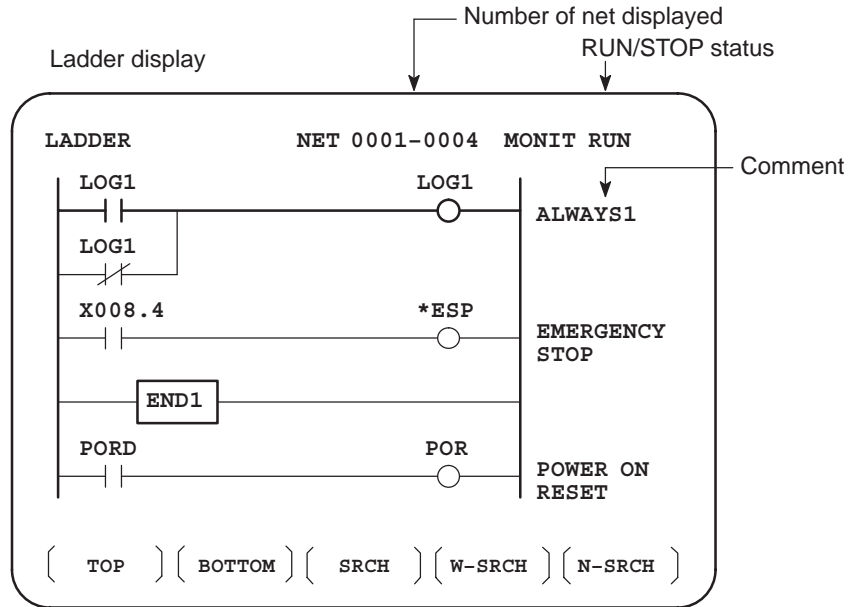 Number of net displayed
RUN/STOP status
Ladder display
LADDER NET 0001-0004 MONIT RUN
Comment
LOG1 LOG1
ALWAYS1
LOG1
X008.4 *ESP
EMERGENCY
STOP
END1
PORD POR
POWER ON
RESET
[ TOP ] [ BOTTOM ] [ SRCH ] [ W-SRCH ] [ N-SRCH ]